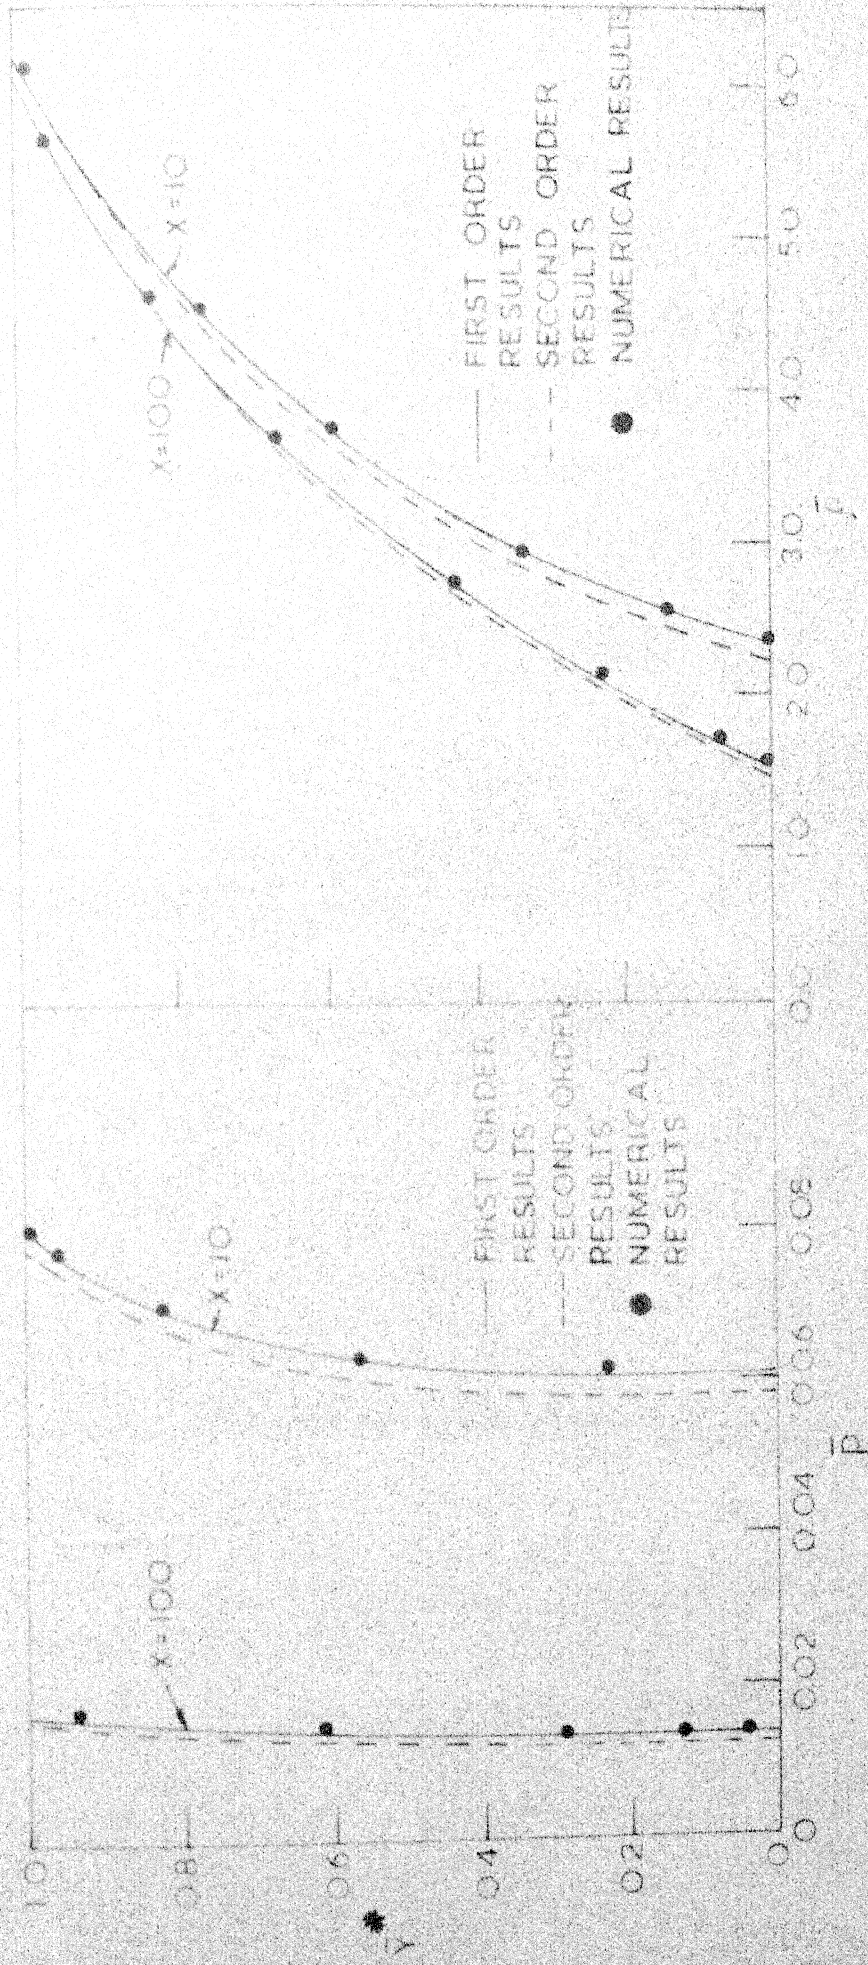 1.0
0.8
0.6
0.4
0.2
0
Y
X=100
X=10
FIRST ORDER
RESULTS
SECOND ORDER
RESULTS
NUMERICAL
RESULTS
0
0.02
0.04
0.06
0.08
P̅
X=100
X=10
FIRST ORDER
RESULTS
SECOND ORDER
RESULTS
NUMERICAL RESULTS
0.0
1.0
2.0
3.0
4.0
5.0
6.0